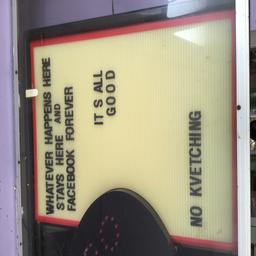 WHATEVER HAPPENS HERE
STAYS HERE AND
FACEBOOK FOREVER
IT S ALL
GOOD
NO KVETCHING